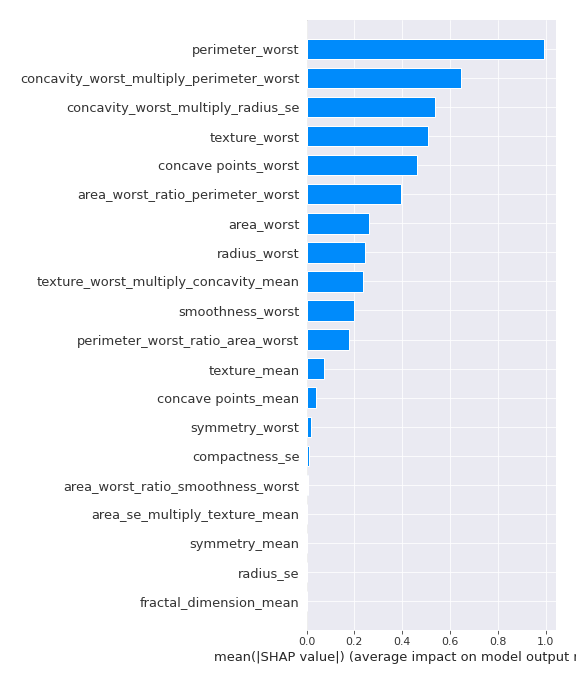 perimeter_worst
concavity_worst_multiply_perimeter_worst
concavity_worst_multiply_radius_se
texture_worst
concave points_worst
area_worst_ratio_perimeter_worst
area_worst
radius_worst
texture_worst_multiply_concavity_mean
smoothness_worst
perimeter_worst_ratio_area_worst
texture_mean
concave points_mean
symmetry_worst
compactness_se
area_worst_ratio_smoothness_worst
area_se_multiply_texture_mean
symmetry_mean
radius_se
fractal_dimension_mean
0.0 0.2 0.4 0.6 0.8 1.0
mean(|SHAP value|) (average impact on model output